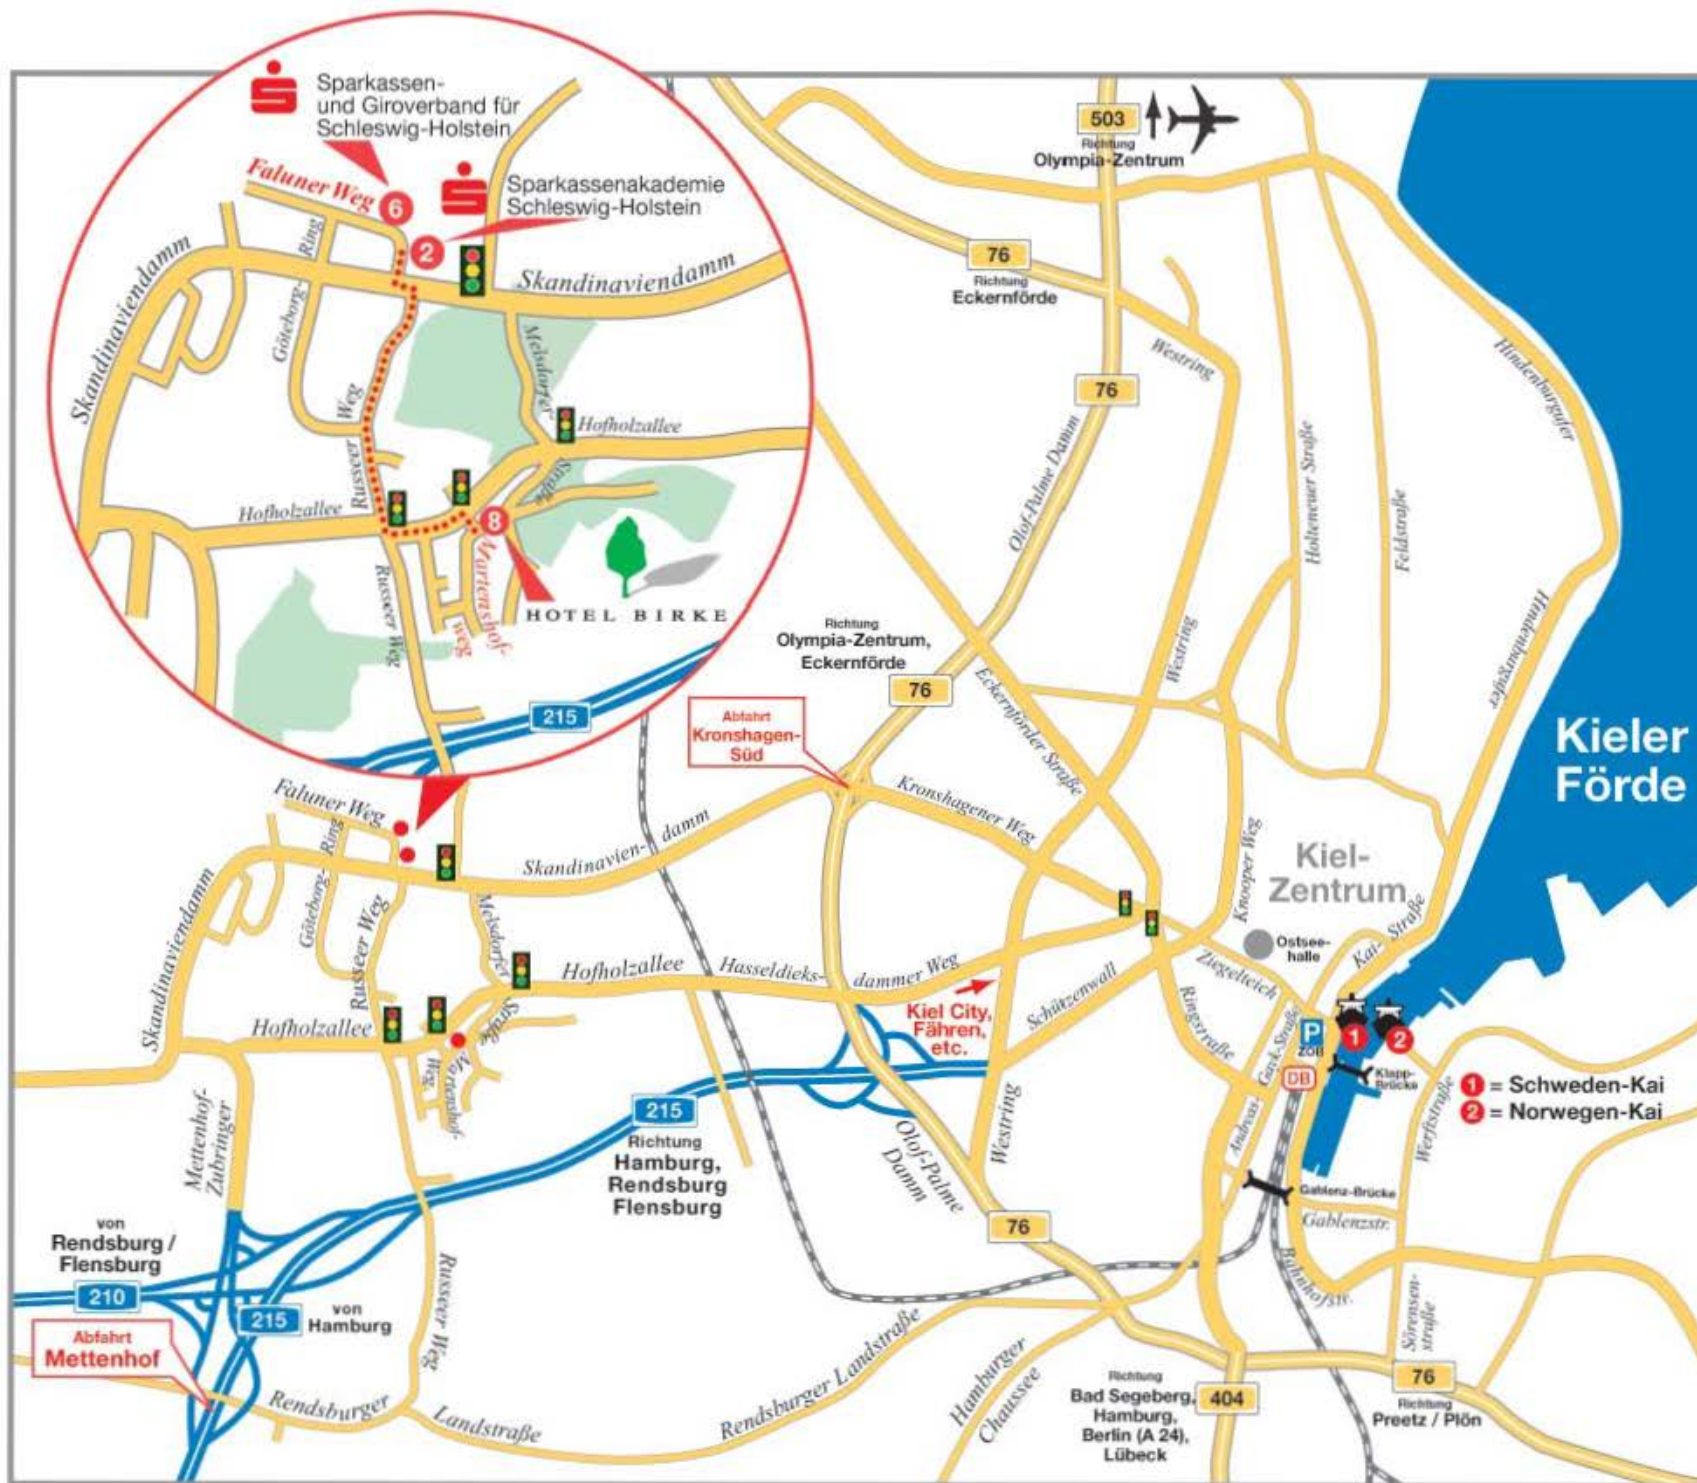 Sparkassen-
und Giroverband für
Schleswig-Holstein
Faluner Weg
6
Sparkassenakademie
Schleswig-Holstein
2
Skandinaviendamm
Skandinaviendamm
Göteborg-
Ring
Melsdorfer
Straße
Hofholzallee
Russeer
Weg
Hofholzallee
8
Martenshof-
weg
Russeer Weg
HOTEL BIRKE
215
503
Richtung
Olympia-Zentrum
76
Richtung
Eckernförde
76
Westring
Hindenburgufer
Olof-Palme Damm
Holtenauer Straße
Feldstraße
Hindenburgufer
Westring
Richtung
Olympia-Zentrum,
Eckernförde
76
Eckernförder Straße
Abfahrt
Kronshagen-
Süd
Kieler
Förde
Faluner Weg
Kronshagener Weg
Göteborg-
Ring
Skandinavien-
damm
Knooper Weg
Kiel-
Zentrum
Skandinaviendamm
Russeer Weg
Melsdorfer
Straße
Kai-
Straße
Ostsee-
halle
Hofholzallee
Hasseldieks-
dammer Weg
Ziegelteich
Schützenwall
Ringstraße
Kiel City,
Fähren,
etc.
Hofholzallee
Martenshof-
Weg
P
ZOB
1
2
DB
Klapp-
Brücke
1 = Schweden-Kai
2 = Norwegen-Kai
Mettenhof-
Zubringer
215
Richtung
Hamburg,
Rendsburg
Flensburg
Olof-Palme
Damm
Westring
Andreas-
Gayk-Straße
Werftstraße
Gablenz-Brücke
Gablenzstr.
von
Rendsburg /
Flensburg
210
76
Bahnhofstr.
215
von
Hamburg
Russeer Weg
Sörensen-
straße
Abfahrt
Mettenhof
Rendsburger
Landstraße
Rendsburger Landstraße
Hamburger
Chaussee
Richtung
Bad Segeberg,
Hamburg,
Berlin (A 24),
Lübeck
404
76
Richtung
Preetz / Plön